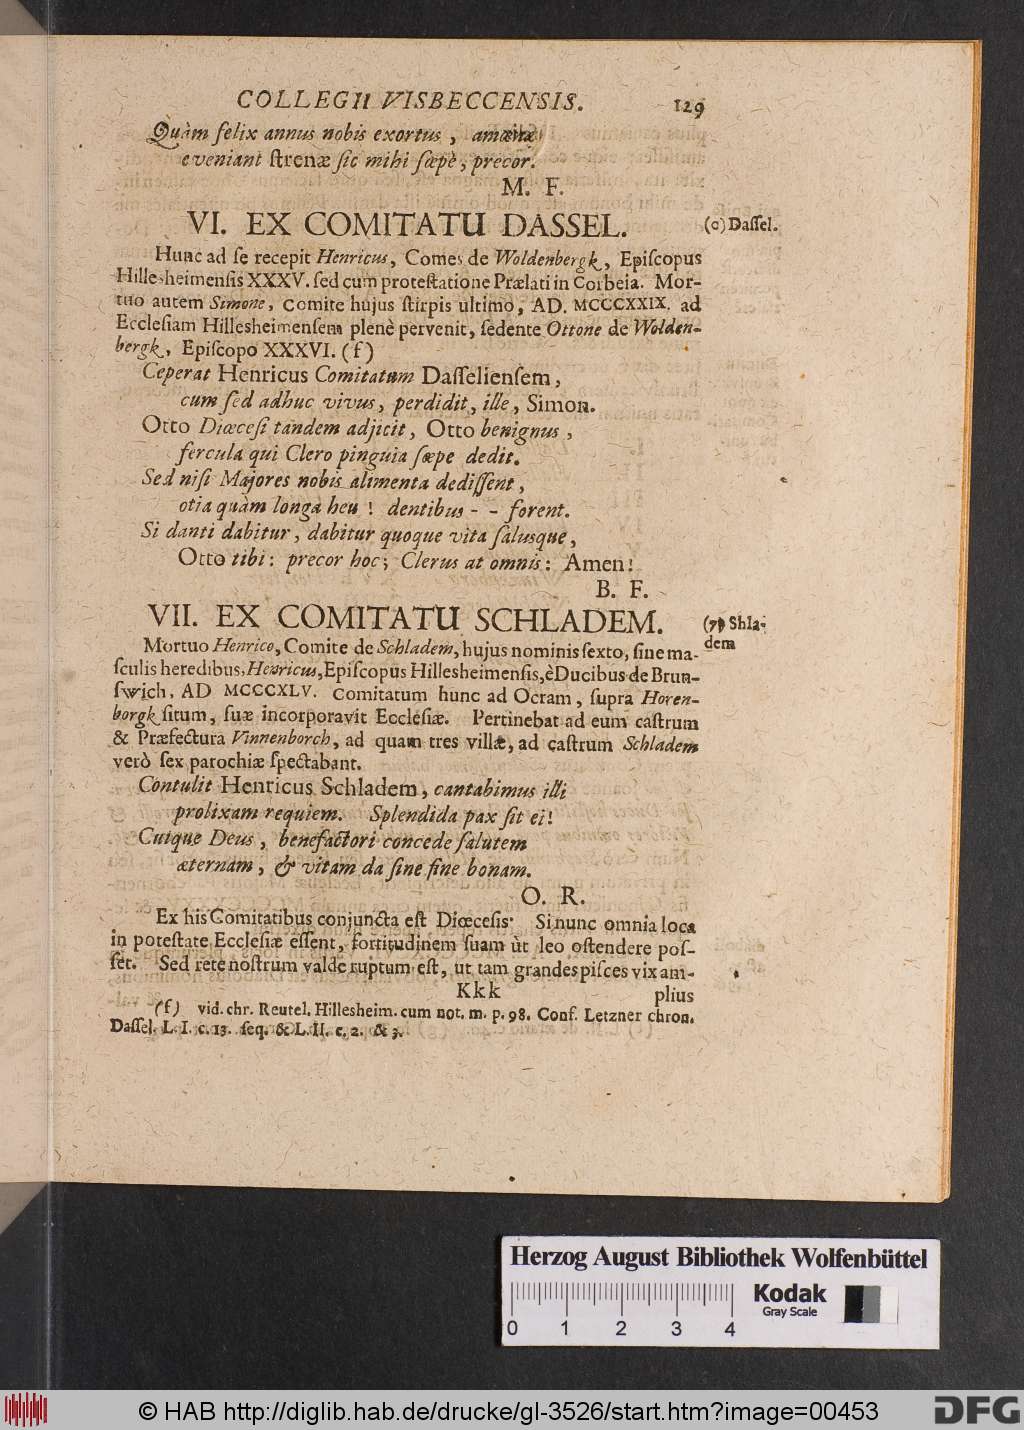 COLLEGII VISBECCENSIS. 129
Quàm felix annus nobis exortus, amœnæ
eveniant ſtrenæ ſic mihi ſæpè, precor.
M. F.
VI. EX COMITATU DASSEL. (o) Daſſel.
Hunc ad ſe recepit Henricus, Comes de Woldenbergk, Epiſcopus
Hilleſheimenſis XXXV. ſed cum proteſtatione Prælati in Corbeia. Mor-
tuo autem Simone, comite hujus ſtirpis ultimo, AD. MCCCXXIX. ad
Eccleſiam Hillesheimenſem plenè pervenit, ſedente Ottone de Wolden-
bergk, Epiſcopo XXXVI. (f)
Ceperat Henricus Comitatum Daſſelienſem,
cum ſed adhuc vivus, perdidit, ille, Simon.
Otto Diœceſi tandem adjicit, Otto benignus,
fercula qui Clero pinguia ſæpe dedit.
Sed niſi Majores nobis alimenta dediſſent,
otia quàm longa heu! dentibus - - forent.
Si danti dabitur, dabitur quoque vita ſalusque,
Otto tibi: precor hoc; Clerus at omnis: Amen!
B. F.
VII. EX COMITATU SCHLADEM. (7) Shla-
dem
Mortuo Henrico, Comite de Schladem, hujus nominis ſexto, ſine ma-
ſculis heredibus, Henricus, Epiſcopus Hillesheimenſis, è Ducibus de Brun-
ſwich, AD MCCCXLV. Comitatum hunc ad Ocram, ſupra Horen-
borgk ſitum, ſuæ incorporavit Eccleſiæ. Pertinebat ad eum caſtrum
& Præfectura Vinnenborch, ad quam tres villæ, ad caſtrum Schladem
verò ſex parochiæ ſpectabant.
Contulit Henricus Schladem, cantabimus illi
prolixam requiem. Splendida pax ſit ei!
Cuique Deus, benefactori concede ſalutem
æternam, & vitam da ſine fine bonam.
O. R.
Ex his Comitatibus conjuncta eſt Diœceſis. Si nunc omnia loca
in poteſtate Eccleſiæ eſſent, fortitudinem ſuam ùt leo oſtendere poſ-
ſet. Sed rete noſtrum valde ruptum eſt, ut tam grandes piſces vix am-
Kkk plius
(f) vid. chr. Reutel. Hillesheim. cum not. m. p. 98. Conf. Letzner chron.
Daſſel. L. I. c. 13. ſeq. & L. II. c. 2. & 3.
Herzog August Bibliothek Wolfenbüttel
Kodak
Gray Scale
0 1 2 3 4
© HAB http://diglib.hab.de/drucke/gl-3526/start.htm?image=00453
DFG